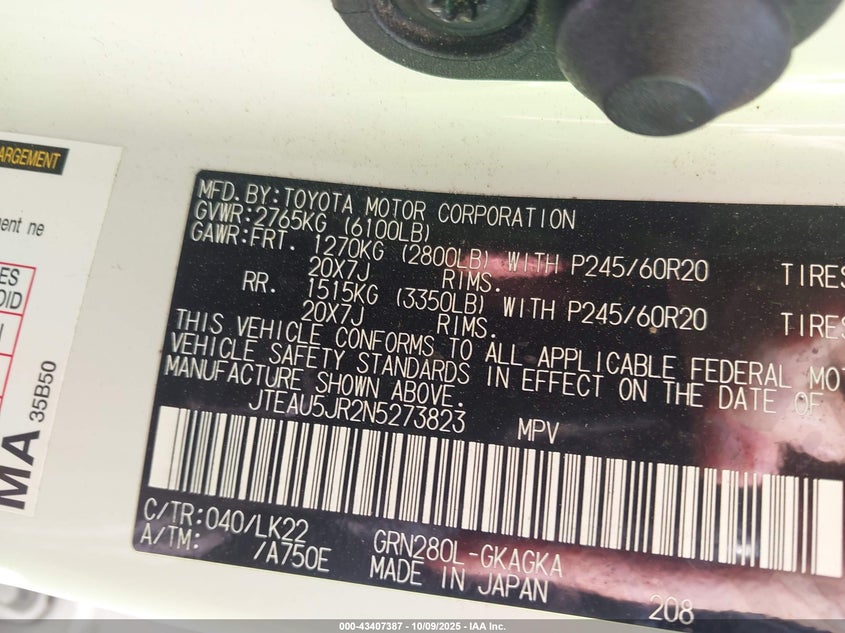 ARGEMENT
ment ne
ES
OID
MA 35B50
MFD. BY:TOYOTA MOTOR CORPORATION
GVWR:2765KG (6100LB)
GAWR:FRT. 1270KG (2800LB) WITH P245/60R20 TIRES
20X7J RIMS.
RR. 1515KG (3350LB) WITH P245/60R20 TIRES
20X7J RIMS.
THIS VEHICLE CONFORMS TO ALL APPLICABLE FEDERAL MOT
VEHICLE SAFETY STANDARDS IN EFFECT ON THE DATE OF
MANUFACTURE SHOWN ABOVE.
JTEAU5JR2N5273823 MPV
C/TR:040/LK22 GRN280L-GKAGKA
A/TM: /A750E MADE IN JAPAN 208
000-43407387 - 10/09/2025 - IAA Inc.